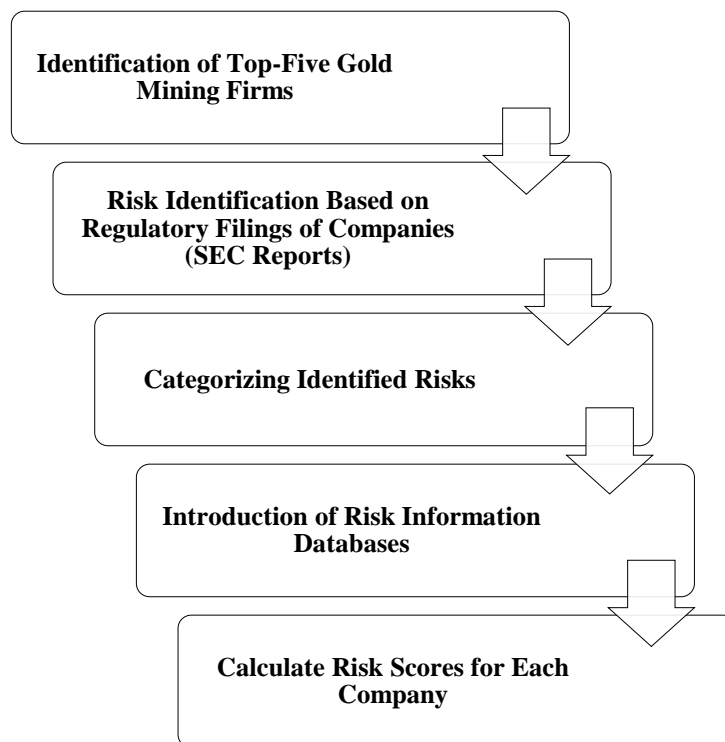 Identification of Top-Five Gold
Mining Firms
Risk Identification Based on
Regulatory Filings of Companies
(SEC Reports)
Categorizing Identified Risks
Introduction of Risk Information
Databases
Calculate Risk Scores for Each
Company